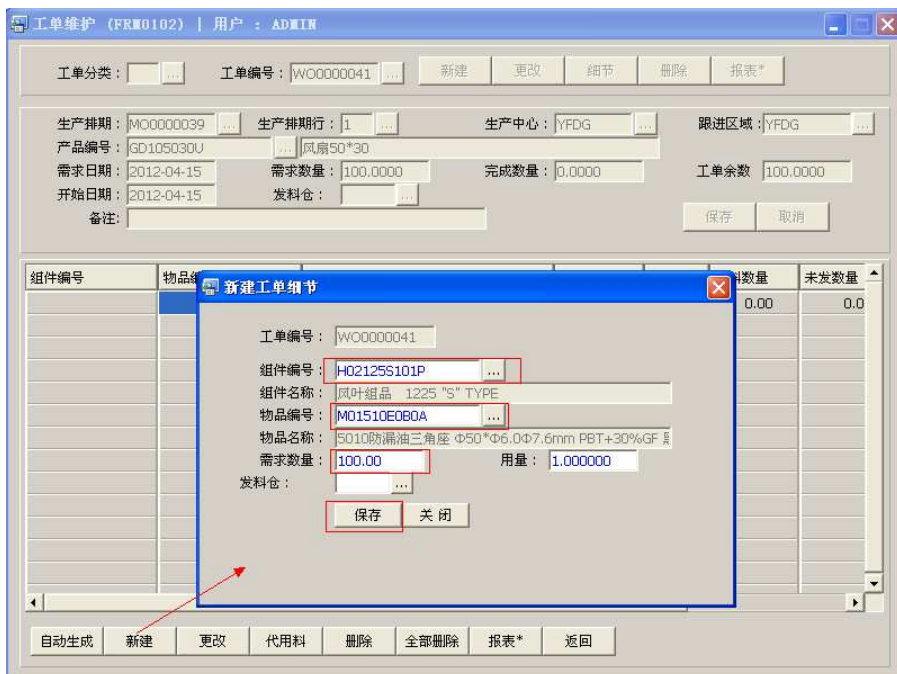 工单维护 (FRM0102) | 用户 : ADMIN
工单分类： ... 工单编号： WO0000041 ... 新建 更改 细节 删除 报表*
生产排期： MO0000039 ... 生产排期行： 1 ... 生产中心： YFDG ... 跟进区域： YFDG ...
产品编号： GD105030U ... 风扇50*30
需求日期： 2012-04-15 需求数量： 100.0000 完成数量： 0.0000 工单余数 100.0000
开始日期： 2012-04-15 发料仓： ...
备注: 保存 取消
组件编号 物品 数量 未发数量
0.00 0.0
新建工单细节
工单编号： WO0000041
组件编号： H02125S101P ...
组件名称： 风叶组品 1225 "S" TYPE
物品编号： M01510E0B0A ...
物品名称： 5010防漏油三角座 Φ50*Φ6.0Φ7.6mm PBT+30%GF
需求数量： 100.00 用量： 1.000000
发料仓： ...
保存 关闭
自动生成 新建 更改 代用料 删除 全部删除 报表* 返回